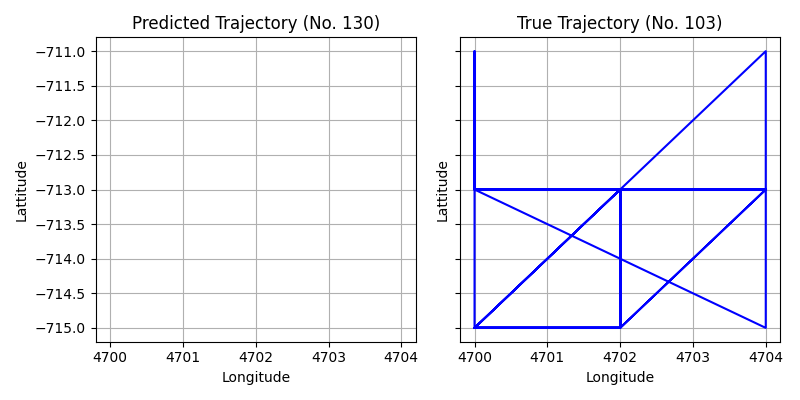 Predicted Trajectory (No. 130)
Lattitude
−711.0
−711.5
−712.0
−712.5
−713.0
−713.5
−714.0
−714.5
−715.0
4700 4701 4702 4703 4704
Longitude
True Trajectory (No. 103)
Lattitude
4700 4701 4702 4703 4704
Longitude